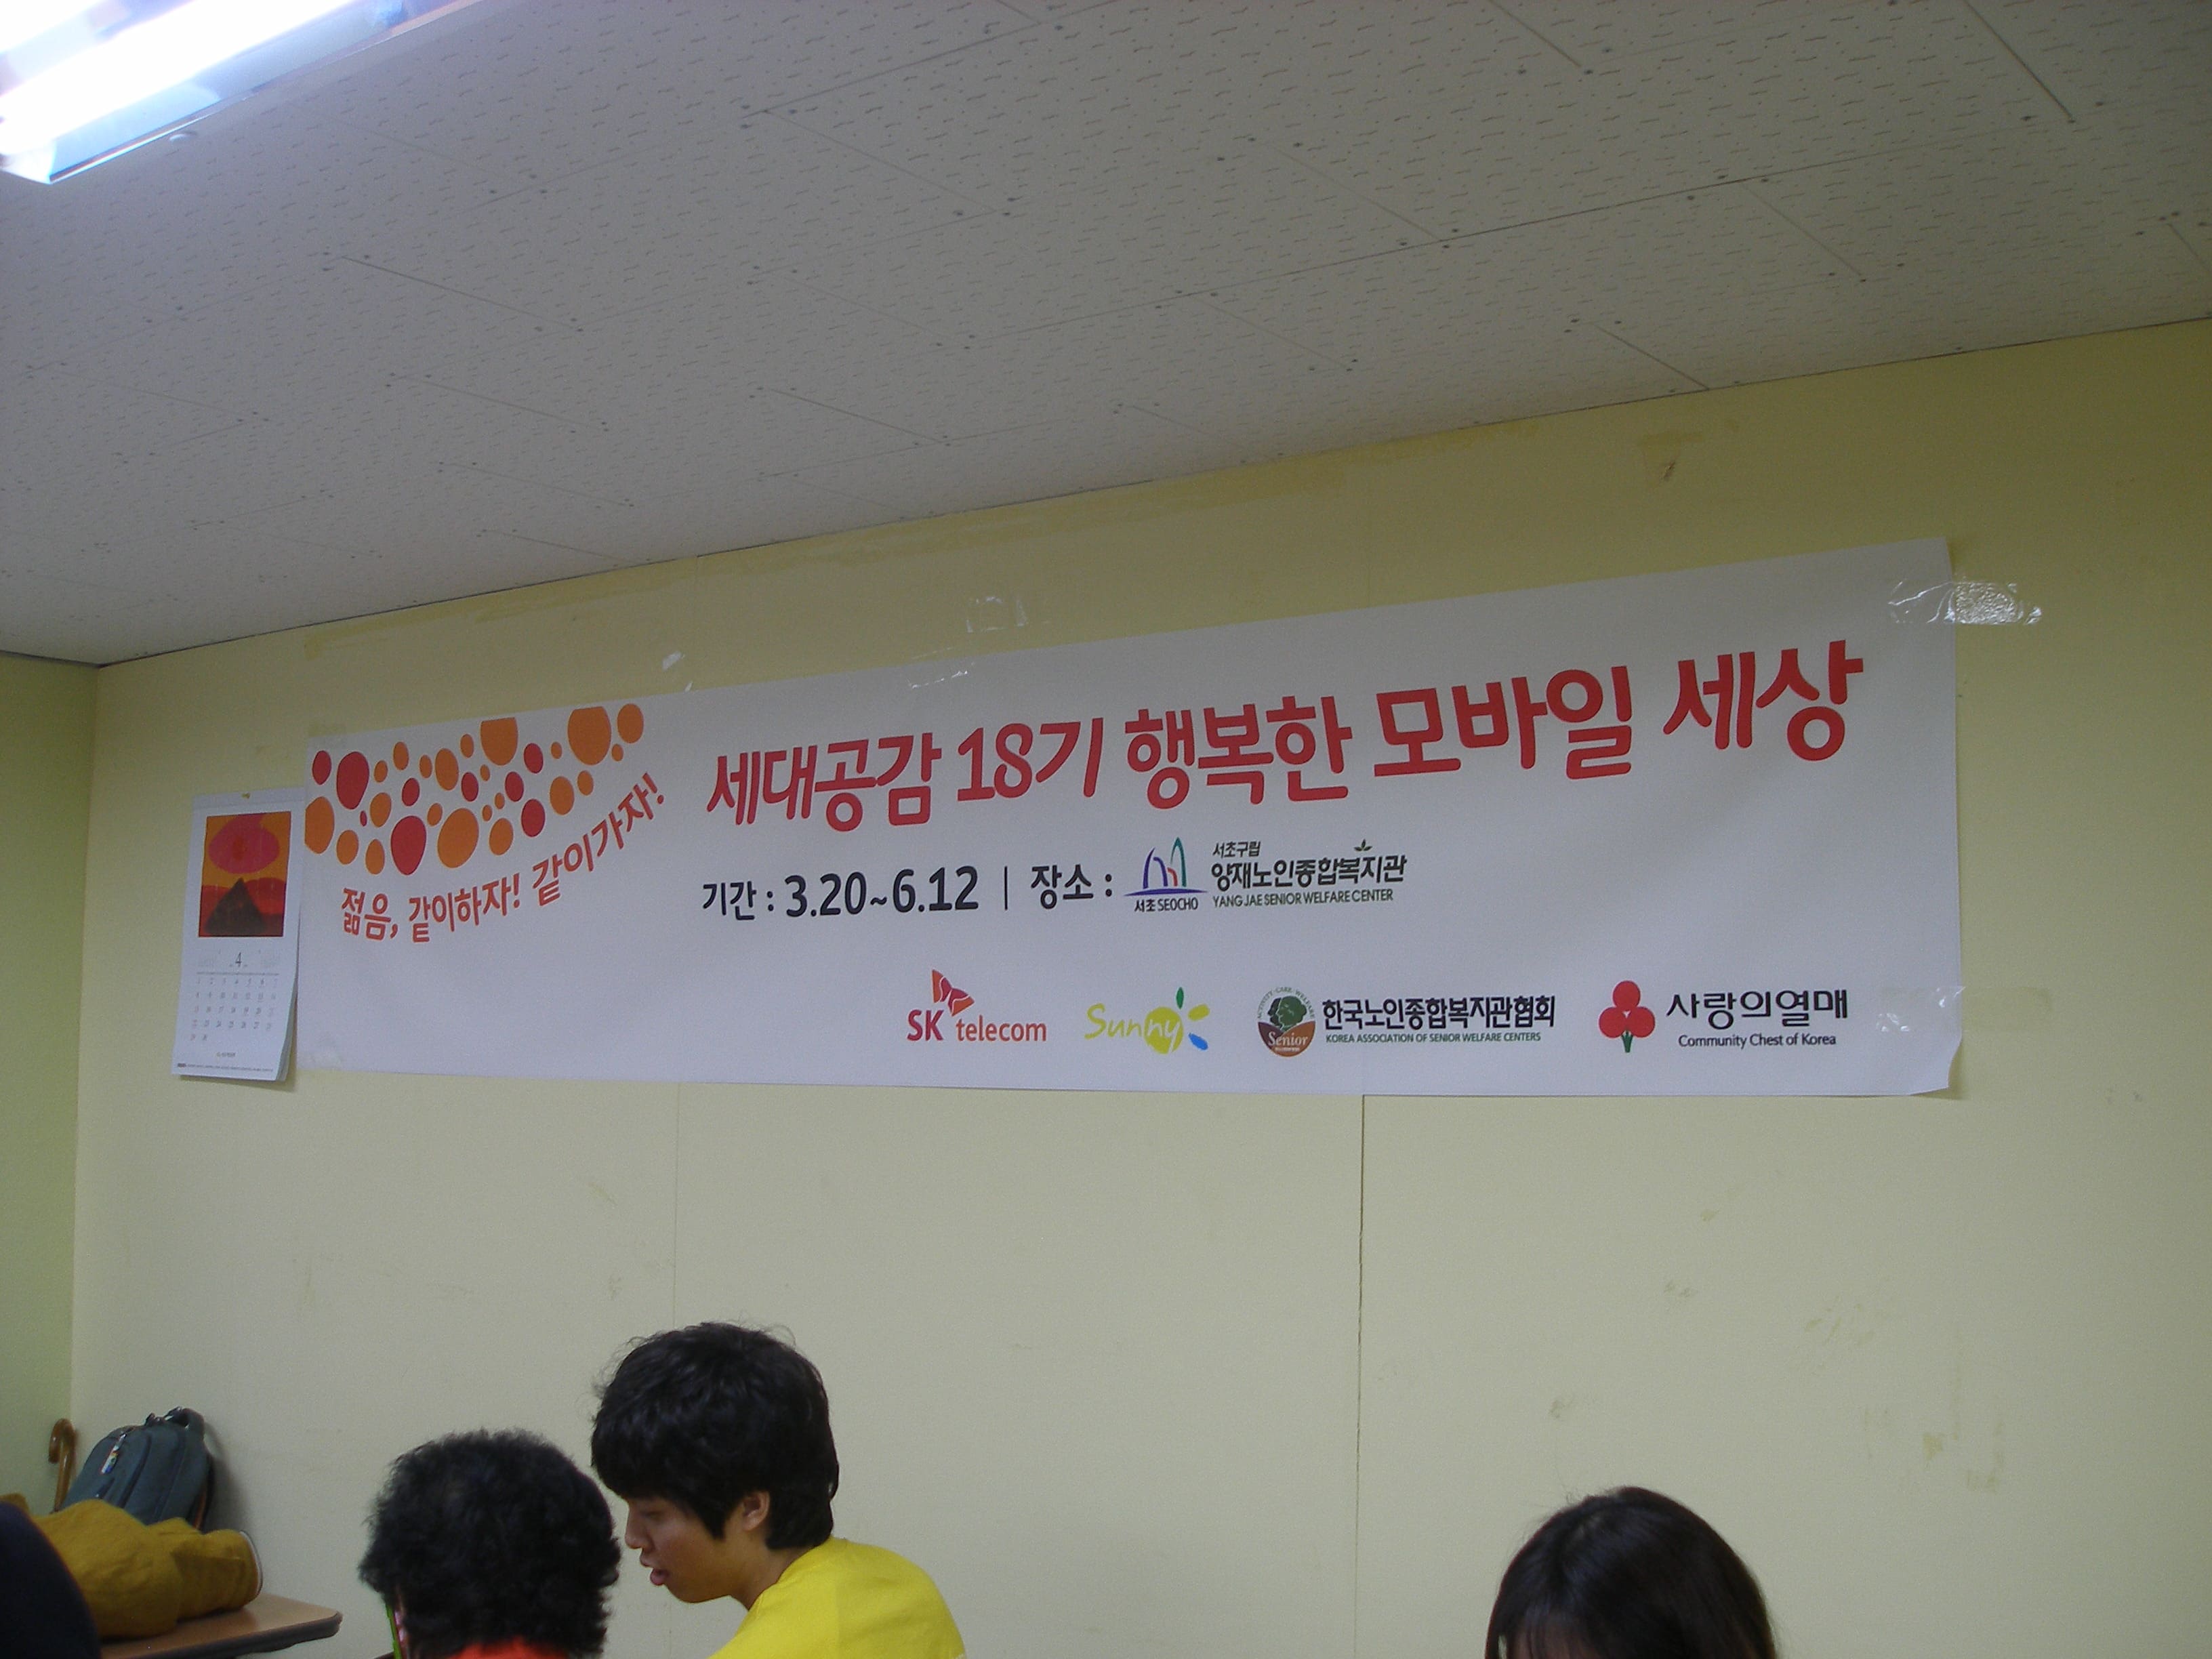 세대공감 18기 행복한 모바일 세상
젊음, 같이하자! 같이가자!
기간 : 3.20~6.12 | 장소 :
서초 SEOCHO
서초구립
양재노인종합복지관
YANG JAE SENIOR WELFARE CENTER
SK telecom
Sunny
ACTIVITY · CARE · WELFARE
Senior
한국노인종합복지관협회
KOREA ASSOCIATION OF SENIOR WELFARE CENTERS
사랑의열매
Community Chest of Korea
4